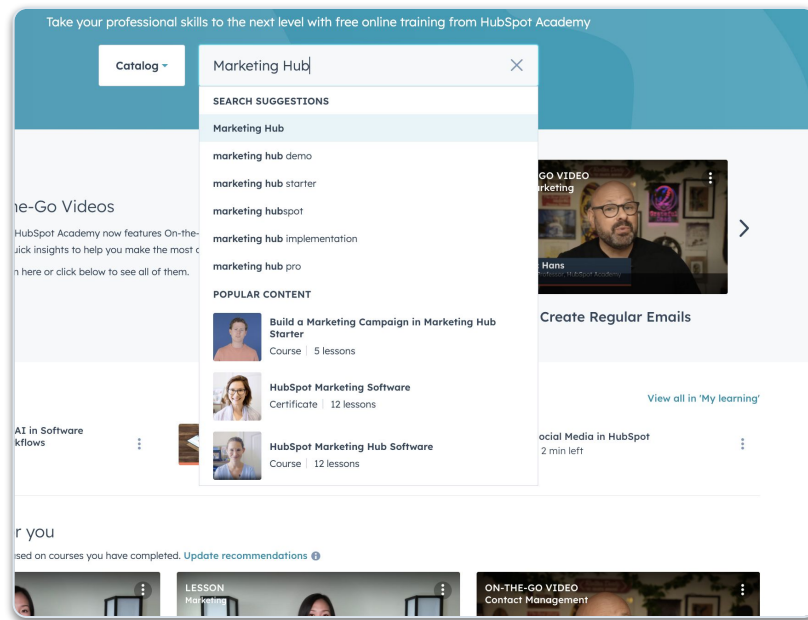 Take your professional skills to the next level with free online training from HubSpot Academy
Catalog
Marketing Hub
SEARCH SUGGESTIONS
Marketing Hub
marketing hub demo
marketing hub starter
marketing hubspot
marketing hub implementation
marketing hub pro
POPULAR CONTENT
Build a Marketing Campaign in Marketing Hub
Starter
Course | 5 lessons
HubSpot Marketing Software
Certificate | 12 lessons
HubSpot Marketing Hub Software
Course | 12 lessons
ne-Go Videos
HubSpot Academy now features On-the-
uick insights to help you make the most
n here or click below to see all of them.
GO VIDEO
rketing
Hans
Professor, HubSpot Academy
Create Regular Emails
View all in 'My learning'
AI in Software
kflows
ocial Media in HubSpot
2 min left
r you
sed on courses you have completed. Update recommendations
LESSON
Marketing
ON-THE-GO VIDEO
Contact Management